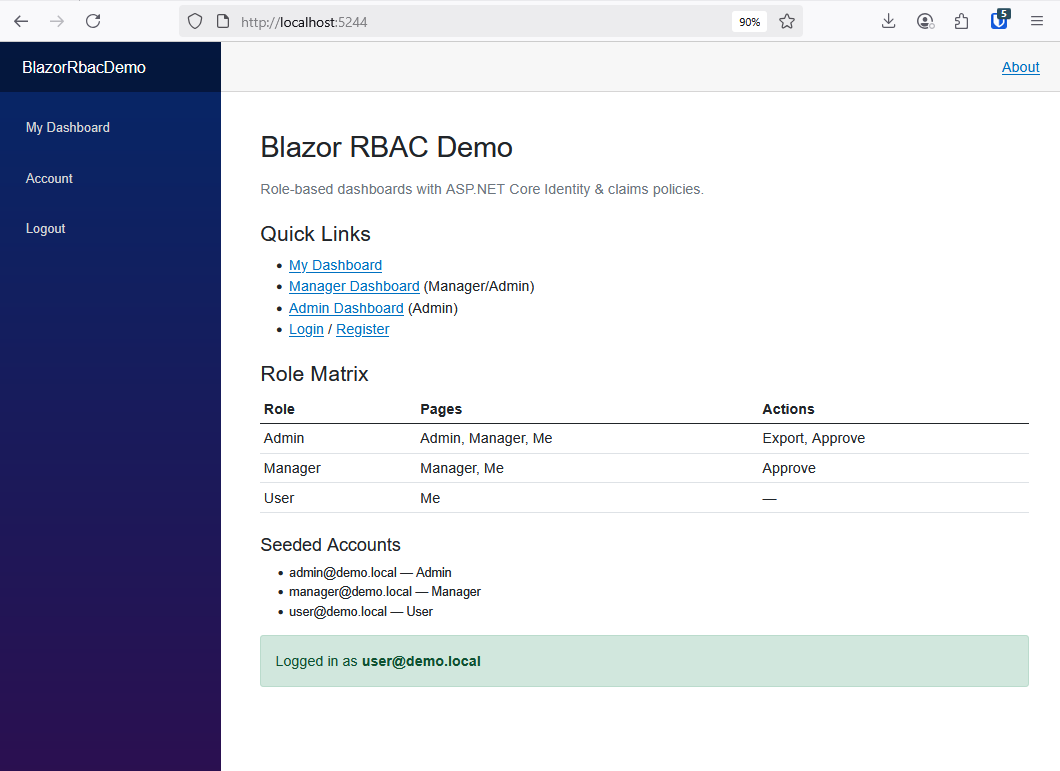 http://localhost:5244
90%
5
BlazorRbacDemo
About
My Dashboard
Account
Logout
Blazor RBAC Demo
Role-based dashboards with ASP.NET Core Identity & claims policies.
Quick Links
• My Dashboard
• Manager Dashboard (Manager/Admin)
• Admin Dashboard (Admin)
• Login / Register
Role Matrix
Role Pages Actions
Admin Admin, Manager, Me Export, Approve
Manager Manager, Me Approve
User Me —
Seeded Accounts
• admin@demo.local — Admin
• manager@demo.local — Manager
• user@demo.local — User
Logged in as user@demo.local